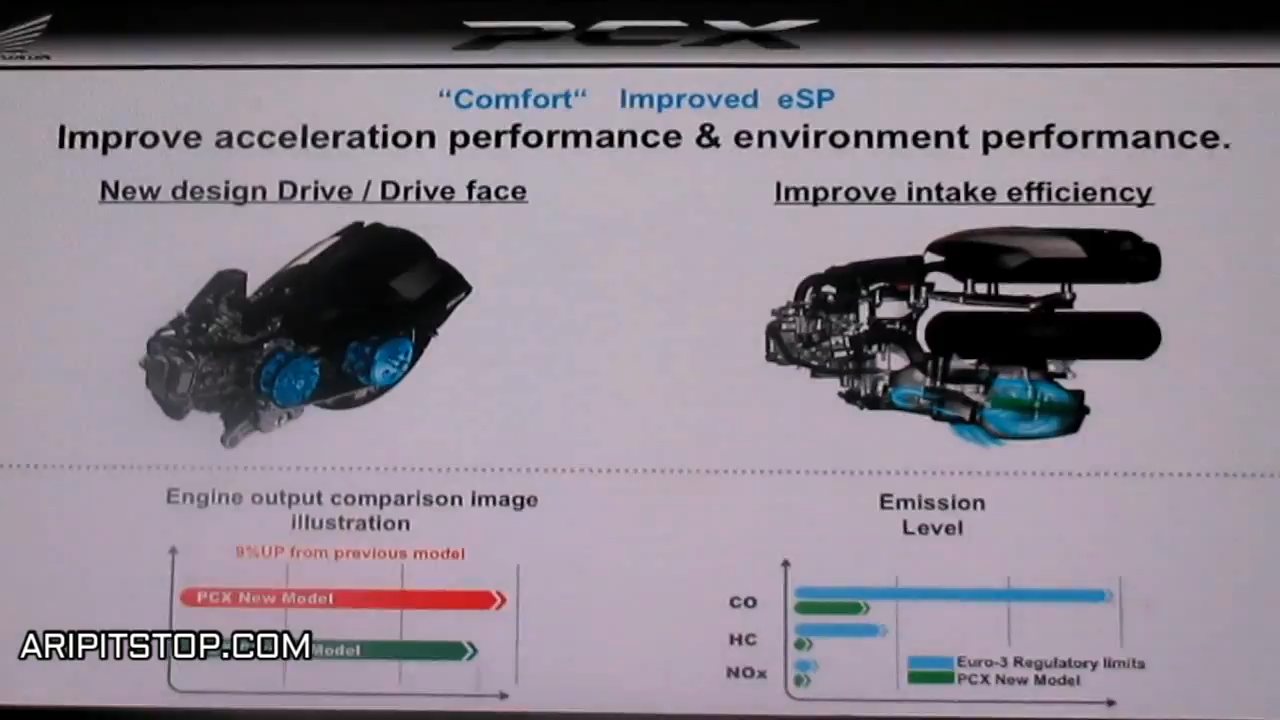 PCX
“Comfort“ Improved eSP
Improve acceleration performance & environment performance.
New design Drive / Drive face
Improve intake efficiency
Engine output comparison image
illustration
9%UP from previous model
PCX New Model
Model
Emission
Level
CO
HC
NOx
Euro-3 Regulatory limits
PCX New Model
ARIPITSTOP.COM